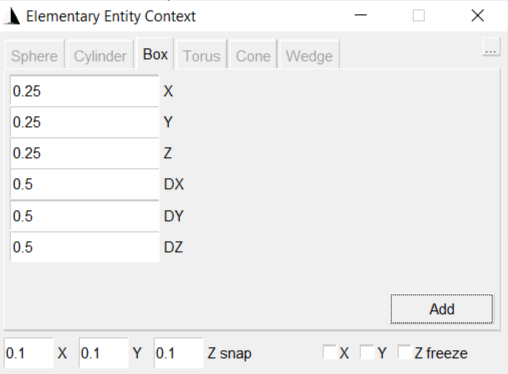 Elementary Entity Context
Sphere Cylinder Box Torus Cone Wedge ...
0.25 X
0.25 Y
0.25 Z
0.5 DX
0.5 DY
0.5 DZ
Add
0.1 X 0.1 Y 0.1 Z snap X Y Z freeze